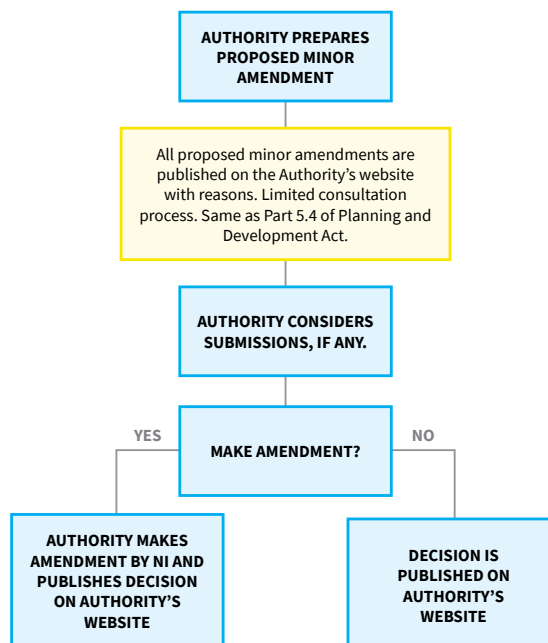 AUTHORITY PREPARES
PROPOSED MINOR
AMENDMENT
All proposed minor amendments are
published on the Authority’s website
with reasons. Limited consultation
process. Same as Part 5.4 of Planning and
Development Act.
AUTHORITY CONSIDERS
SUBMISSIONS, IF ANY.
YES
MAKE AMENDMENT?
NO
AUTHORITY MAKES
AMENDMENT BY NI AND
PUBLISHES DECISION
ON AUTHORITY’S
WEBSITE
DECISION IS
PUBLISHED ON
AUTHORITY’S
WEBSITE